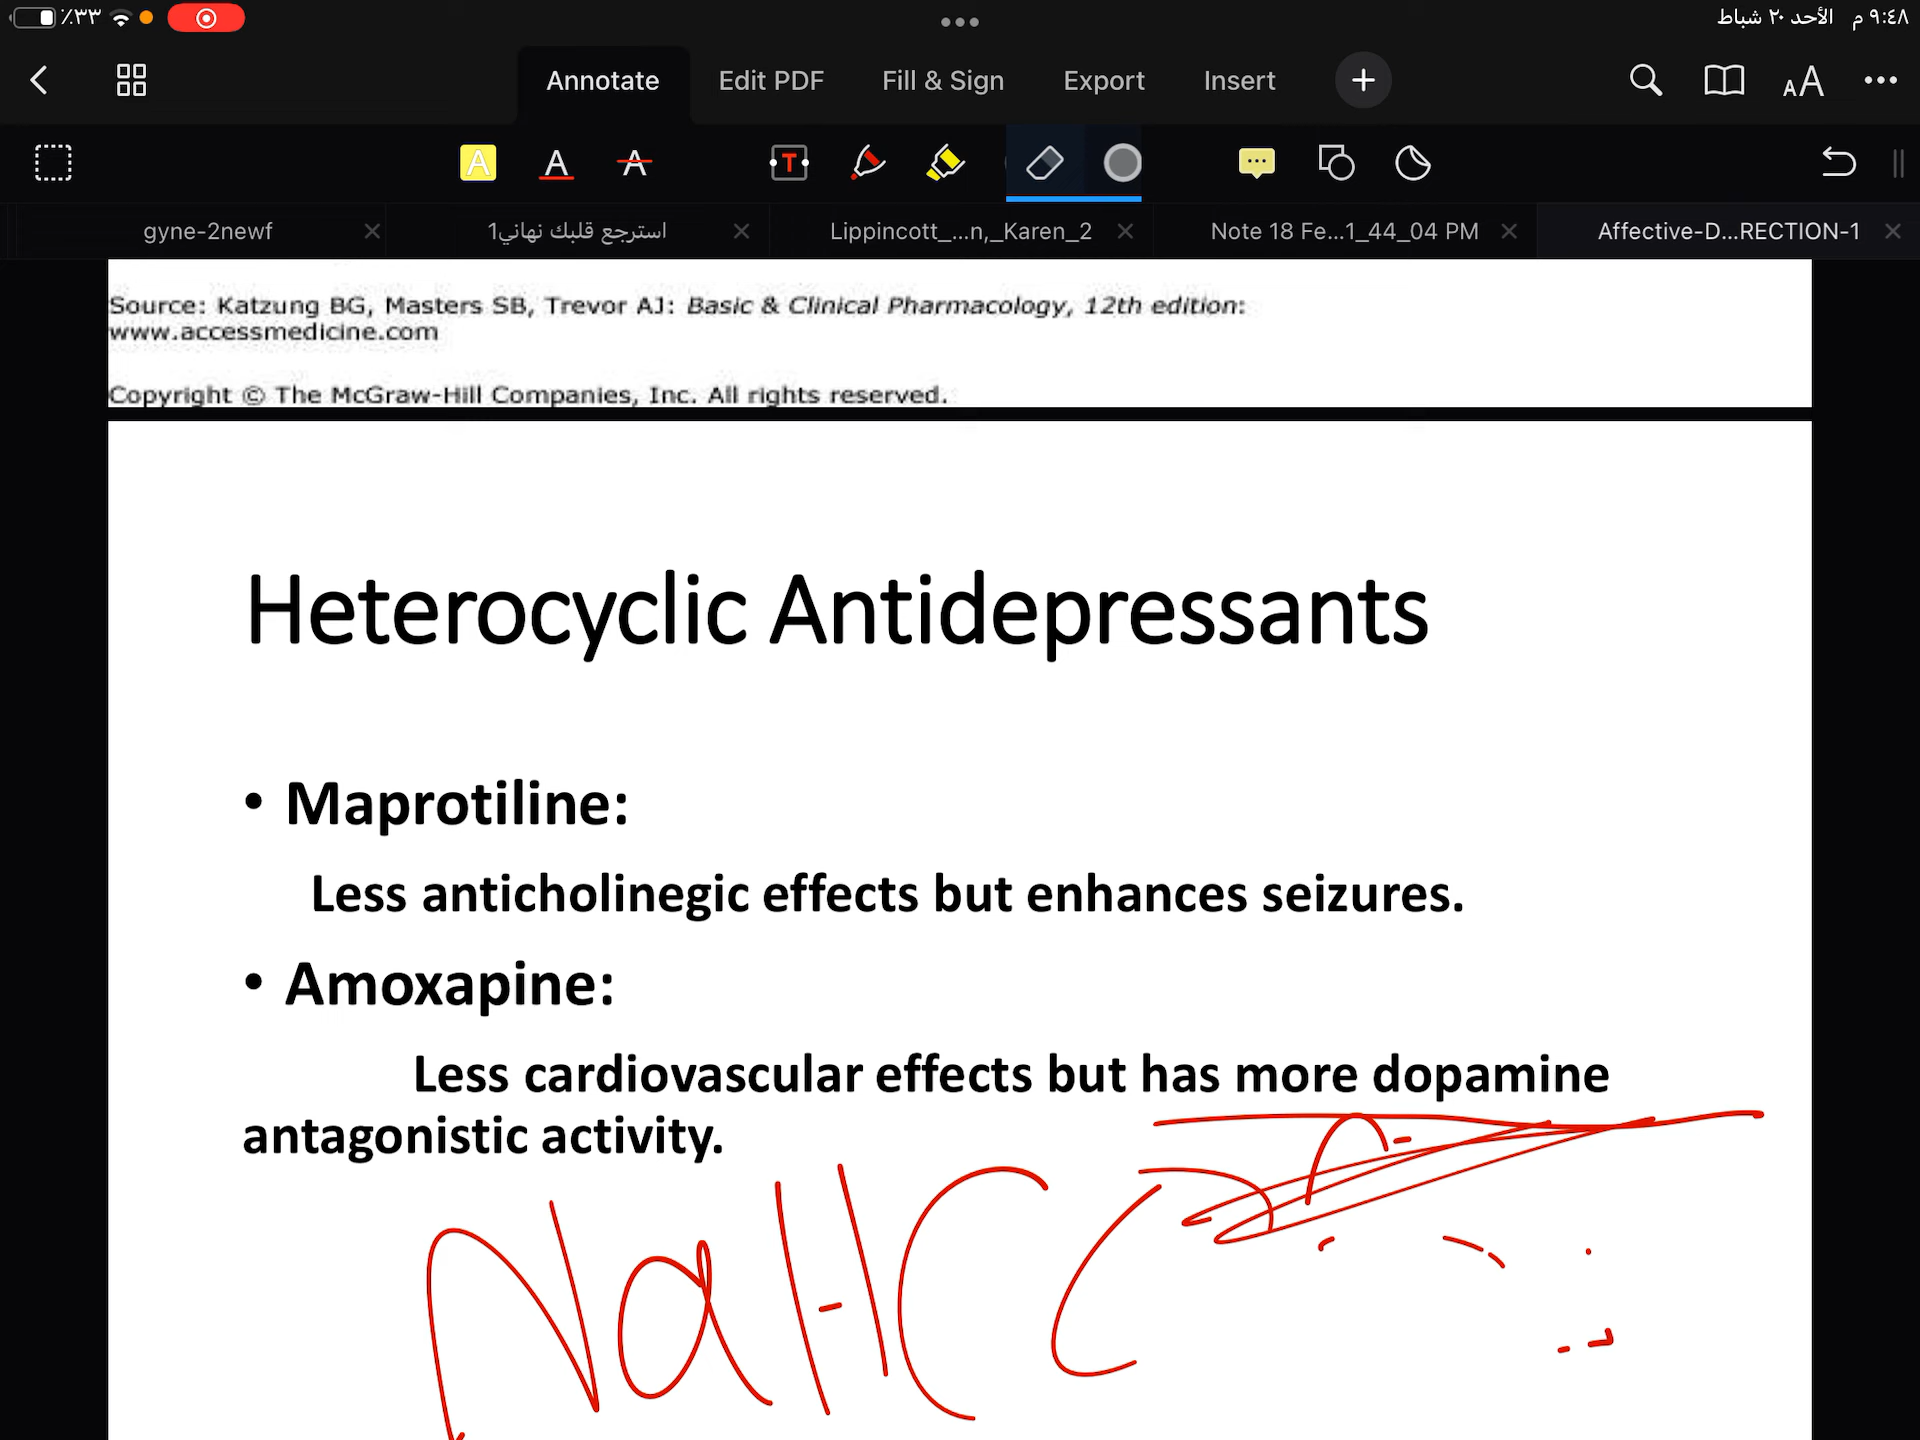 ٪٣٣ ٩:٤٨ م الأحد ٢٠ شباط
Annotate Edit PDF Fill & Sign Export Insert
gyne-2newf استرجع قلبك نهاني1 Lippincott_...n,_Karen_2 Note 18 Fe...1_44_04 PM Affective-D...RECTION-1
Source: Katzung BG, Masters SB, Trevor AJ: Basic & Clinical Pharmacology, 12th edition:
www.accessmedicine.com
Copyright © The McGraw-Hill Companies, Inc. All rights reserved.
Heterocyclic Antidepressants
• Maprotiline:
Less anticholinegic effects but enhances seizures.
• Amoxapine:
Less cardiovascular effects but has more dopamine
antagonistic activity.
NaHC